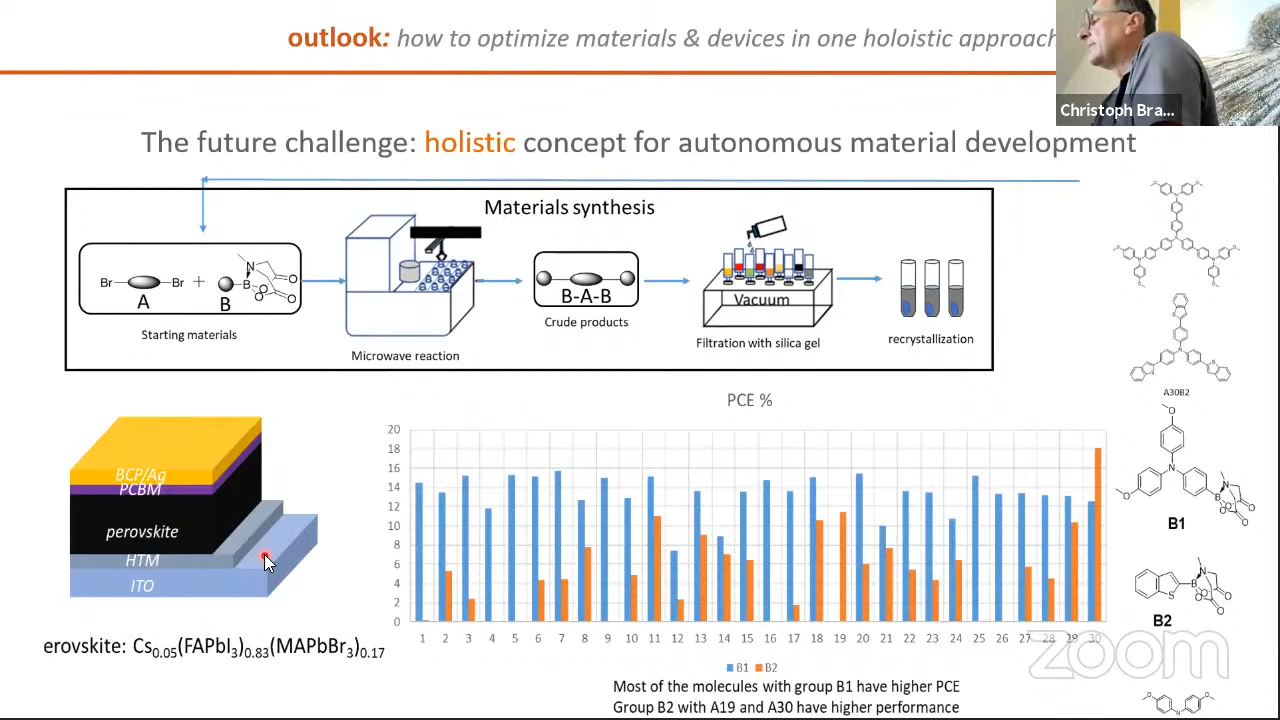 outlook: how to optimize materials & devices in one holoistic approach
Christoph Bra...
The future challenge: holistic concept for autonomous material development
Materials synthesis
Br A Br + B B N O O O O
Starting materials
Microwave reaction
B-A-B
Crude products
Vacuum
Filtration with silica gel
recrystallization
A30B2
B1
B2
BCP/Ag
PCBM
perovskite
HTM
ITO
erovskite: Cs0.05(FAPbI3)0.83(MAPbBr3)0.17
PCE %
20
18
16
14
12
10
8
6
4
2
0
1 2 3 4 5 6 7 8 9 10 11 12 13 14 15 16 17 18 19 20 21 22 23 24 25 26 27 28 29 30
B1 B2
Most of the molecules with group B1 have higher PCE
Group B2 with A19 and A30 have higher performance
zoom